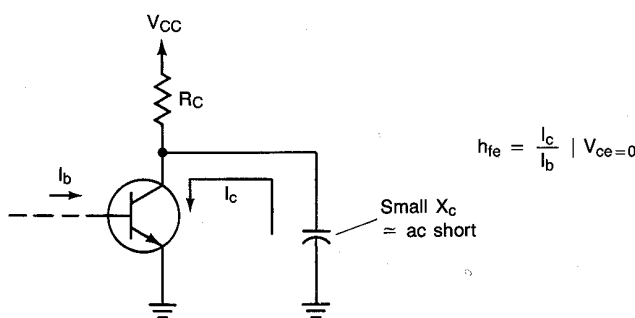 VCC
RC
Ib
Ic
Small Xc
≃ ac short
hfe = Ic/Ib | Vce=0